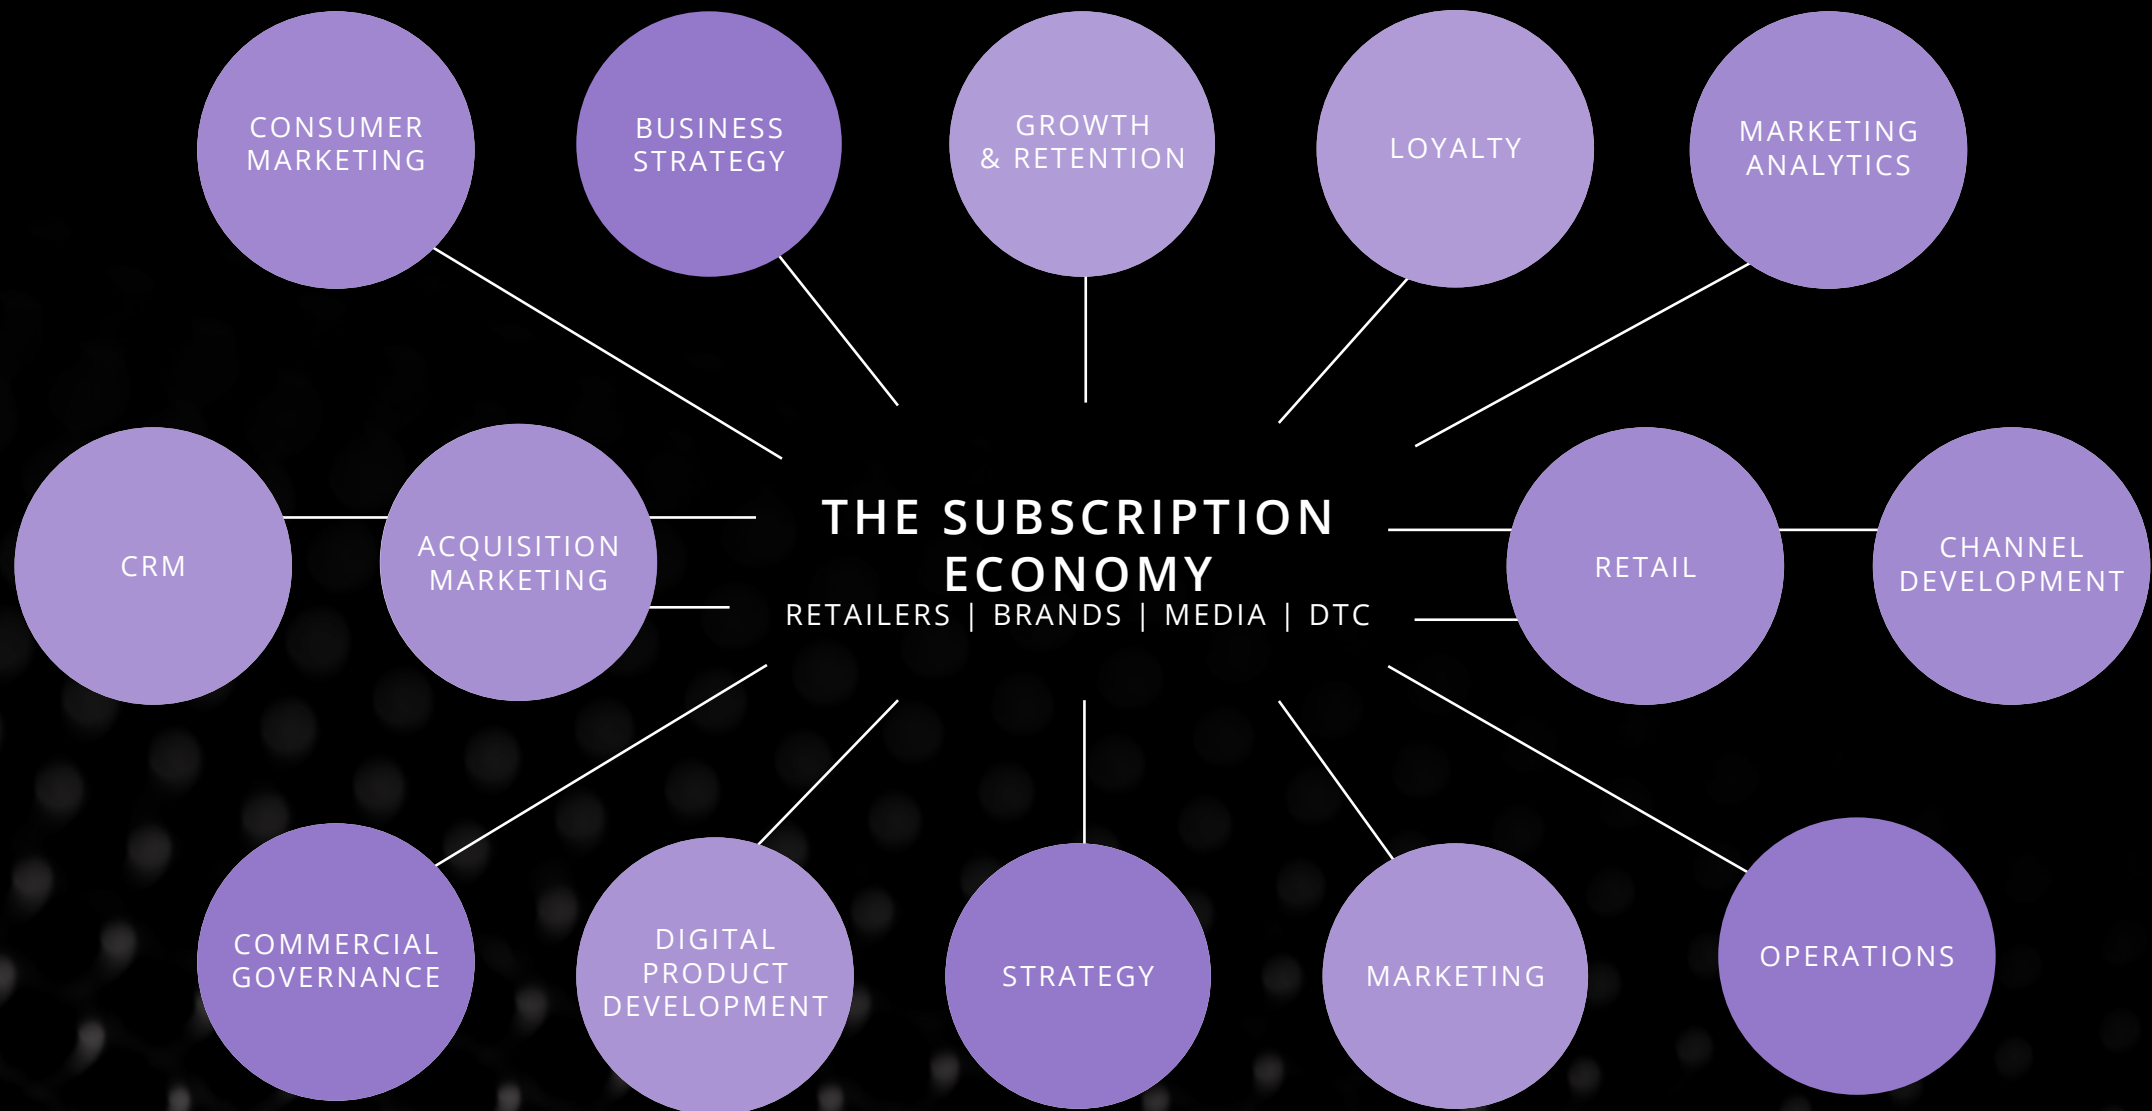 CONSUMER
MARKETING
BUSINESS
STRATEGY
GROWTH
& RETENTION
LOYALTY
MARKETING
ANALYTICS
CRM
ACQUISITION
MARKETING
THE SUBSCRIPTION
ECONOMY
RETAILERS | BRANDS | MEDIA | DTC
RETAIL
CHANNEL
DEVELOPMENT
COMMERCIAL
GOVERNANCE
DIGITAL
PRODUCT
DEVELOPMENT
STRATEGY
MARKETING
OPERATIONS